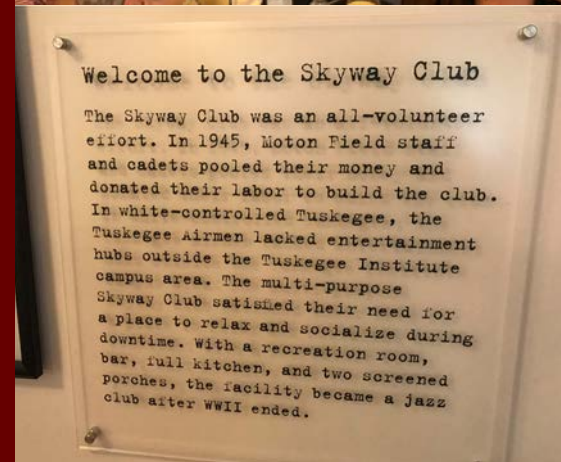 Welcome to the Skyway Club
The Skyway Club was an all-volunteer
effort. In 1945, Moton Field staff
and cadets pooled their money and
donated their labor to build the club.
In white-controlled Tuskegee, the
Tuskegee Airmen lacked entertainment
hubs outside the Tuskegee Institute
campus area. The multi-purpose
Skyway Club satisfied their need for
a place to relax and socialize during
downtime. With a recreation room,
bar, full kitchen, and two screened
porches, the facility became a jazz
club after WWII ended.